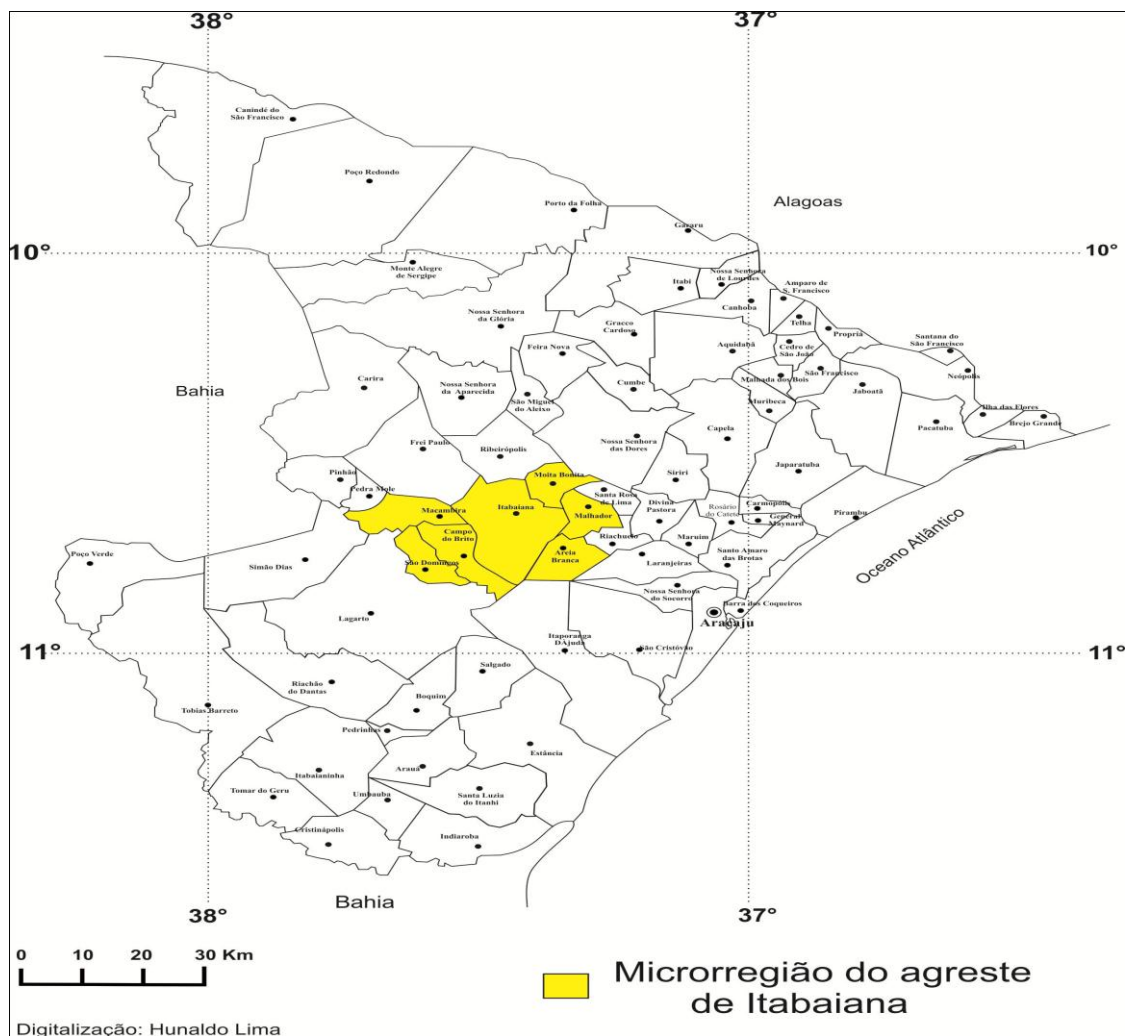 38°
37°
Canindé do
São Francisco
Poço Redondo
Porto da Folha
Alagoas
Gararu
10°
10°
Monte Alegre
de Sergipe
Itabi
Nossa Senhora
de Lourdes
Amparo de
S. Francisco
Canhoba
Nossa Senhora
da Glória
Telha
Propria
Gracco
Cardoso
Feira Nova
Aquidabã
Cedro de
São João
Santana do
São Francisco
Neópolis
Bahia
Carira
Nossa Senhora
da Aparecida
São Miguel
do Aleixo
Cumbe
Malhada dos Bois
São Francisco
Jaboatã
Muribeca
Ilha das Flores
Brejo Grande
Pacatuba
Frei Paulo
Ribeirópolis
Nossa Senhora
das Dores
Capela
Pinhão
Pedra Mole
Moita Bonita
Siriri
Japaratuba
Santa Rosa
de Lima
Macambira
Itabaiana
Malhador
Divina
Pastora
Rosário
do Catete
Carmópolis
General
Maynard
Pirambu
Oceano Atlântico
Poço Verde
Simão Dias
Campo
do Brito
São Domingos
Areia
Branca
Riachuelo
Maruim
Santo Amaro
das Brotas
Laranjeiras
Nossa Senhora
do Socorro
Barra dos Coqueiros
Aracaju
Lagarto
Itaporanga
DAjuda
São Cristóvão
11°
11°
Salgado
Riachão
do Dantas
Tobias Barreto
Boquim
Pedrinhas
Estância
Itabaianinha
Arauá
Tomar do Geru
Umbauba
Santa Luzia
do Itanhi
Cristinápolis
Indiaroba
Bahia
38°
37°
0 10 20 30 Km
Microrregião do agreste
de Itabaiana
Digitalização: Hunaldo Lima